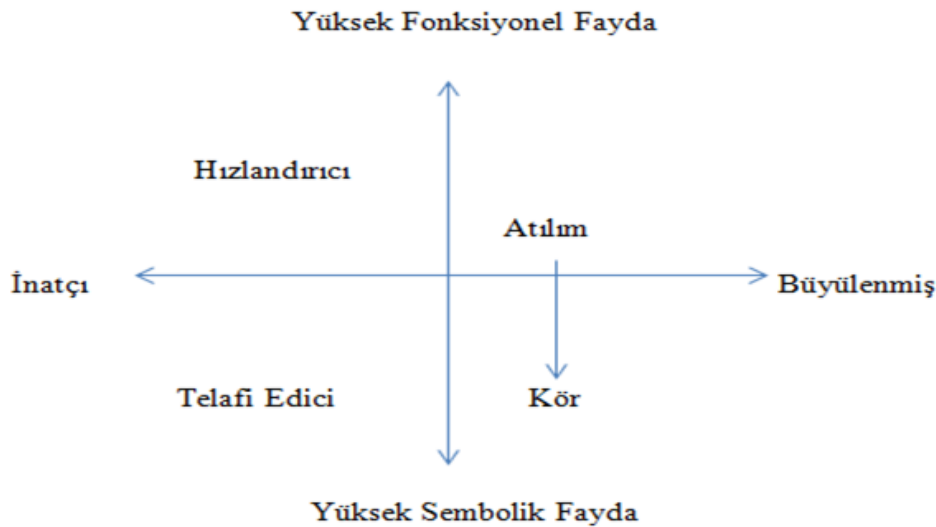 Yüksek Fonksiyonel Fayda
Hızlandırıcı
Atılım
İnatçı
Büyülenmiş
Telafi Edici
Kör
Yüksek Sembolik Fayda